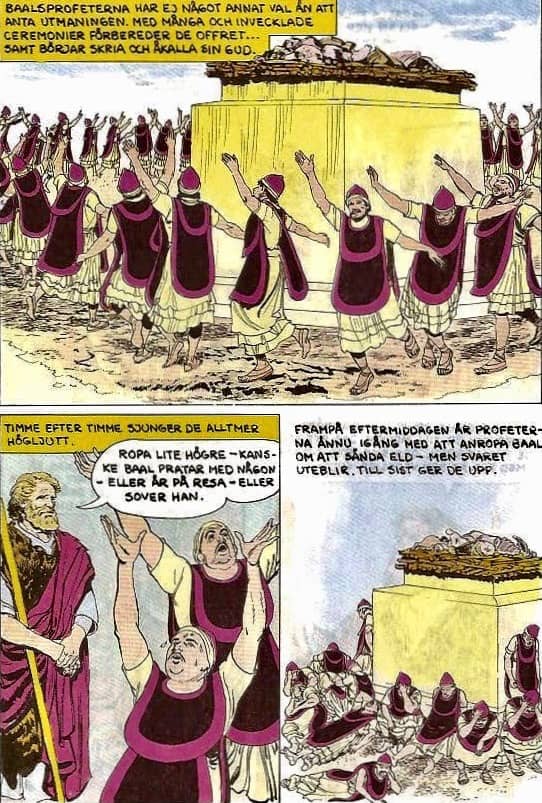 BAALSPROFETERNA HAR EJ NÅGOT ANNAT VAL ÄN ATT
ANTA UTMANINGEN. MED MÅNGA OCH INVECKLADE
CEREMONIER FÖRBEREDER DE OFFRET...
SAMT BÖRJAR SKRIA OCH ÅKALLA SIN GUD.
TIMME EFTER TIMME SJUNGER DE ALLTMER
HÖGLJUTT.
ROPA LITE HÖGRE - KANS-
KE BAAL PRATAR MED NÅGON
- ELLER ÄR PÅ RESA - ELLER
SOVER HAN.
FRAMPÅ EFTERMIDDAGEN ÄR PROFETER-
NA ÄNNU IGÅNG MED ATT ANROPA BAAL
OM ATT SÄNDA ELD - MEN SVARET
UTEBLIR. TILL SIST GER DE UPP.